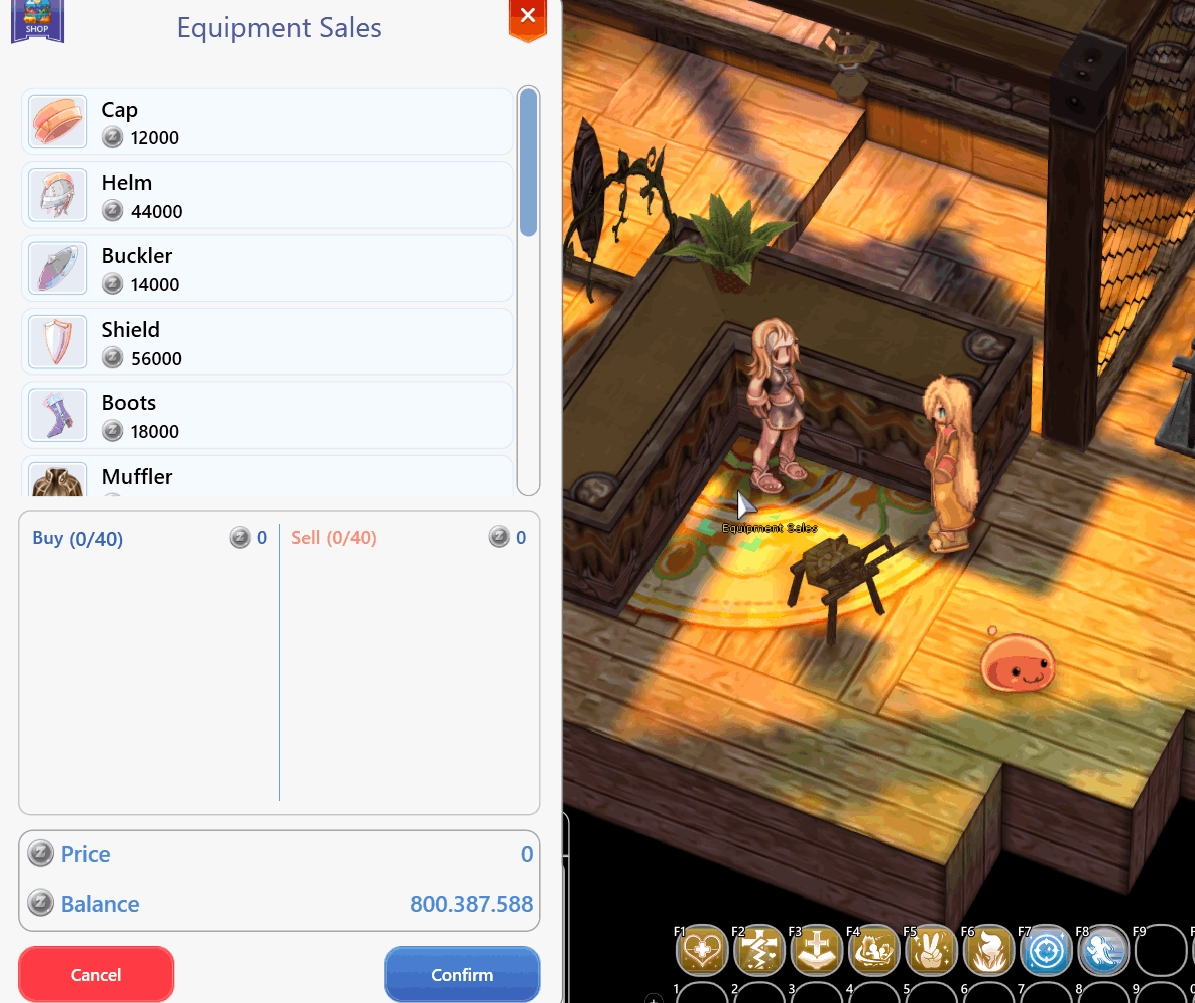 SHOP
Equipment Sales
Cap
12000
Helm
44000
Buckler
14000
Shield
56000
Boots
18000
Muffler
Buy (0/40) 0
Sell (0/40) 0
Price 0
Balance 800.387.588
Cancel Confirm
Equipment Sales
F1 F2 F3 F4 F5 F6 F7 F8 F9 F
1 2 3 4 5 6 7 8 9 0